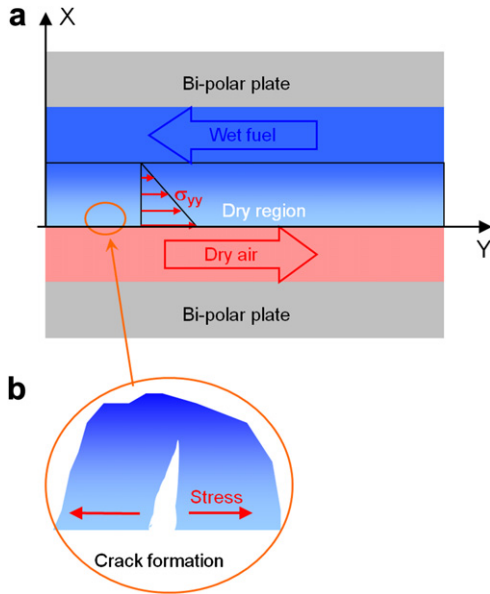 a
X
Bi-polar plate
Wet fuel
σyy
Dry region
Y
Dry air
Bi-polar plate
b
Stress
Crack formation